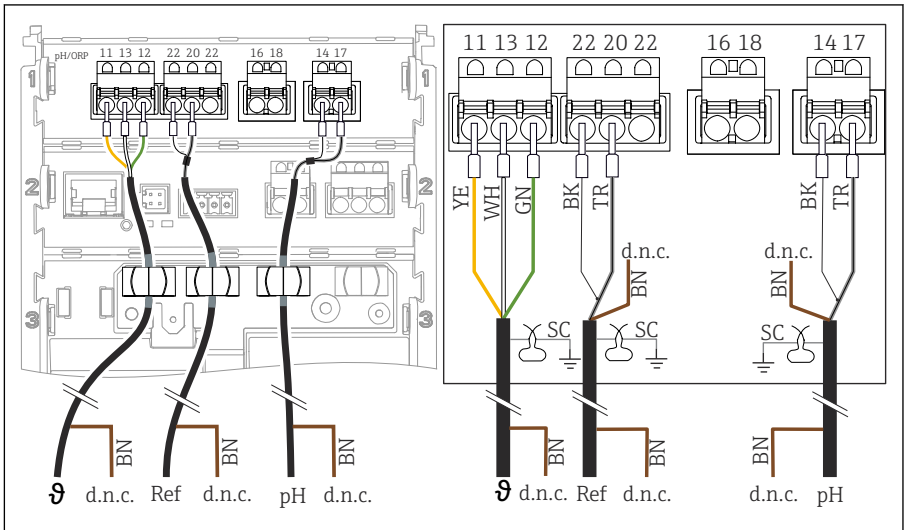 pH/ORP 11 13 12 22 20 22 16 18 14 17
1 1
2 2
3 3
BN BN BN
ϑ d.n.c. Ref d.n.c. pH d.n.c.
11 13 12 22 20 22 16 18 14 17
YE WH GN BK TR BK TR
d.n.c. d.n.c.
BN BN
SC SC SC
BN BN BN
ϑ d.n.c. Ref d.n.c. d.n.c. pH